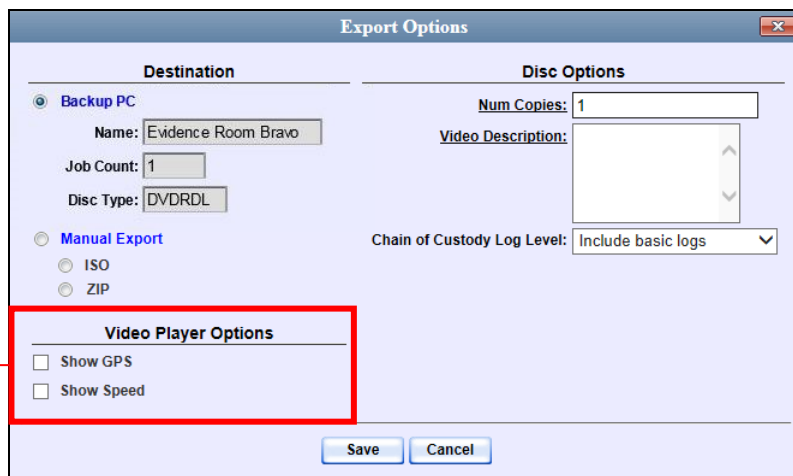 Export Options
Destination
Backup PC
Name: Evidence Room Bravo
Job Count: 1
Disc Type: DVDRDL
Manual Export
ISO
ZIP
Video Player Options
Show GPS
Show Speed
Disc Options
Num Copies: 1
Video Description:
Chain of Custody Log Level: Include basic logs
Save Cancel